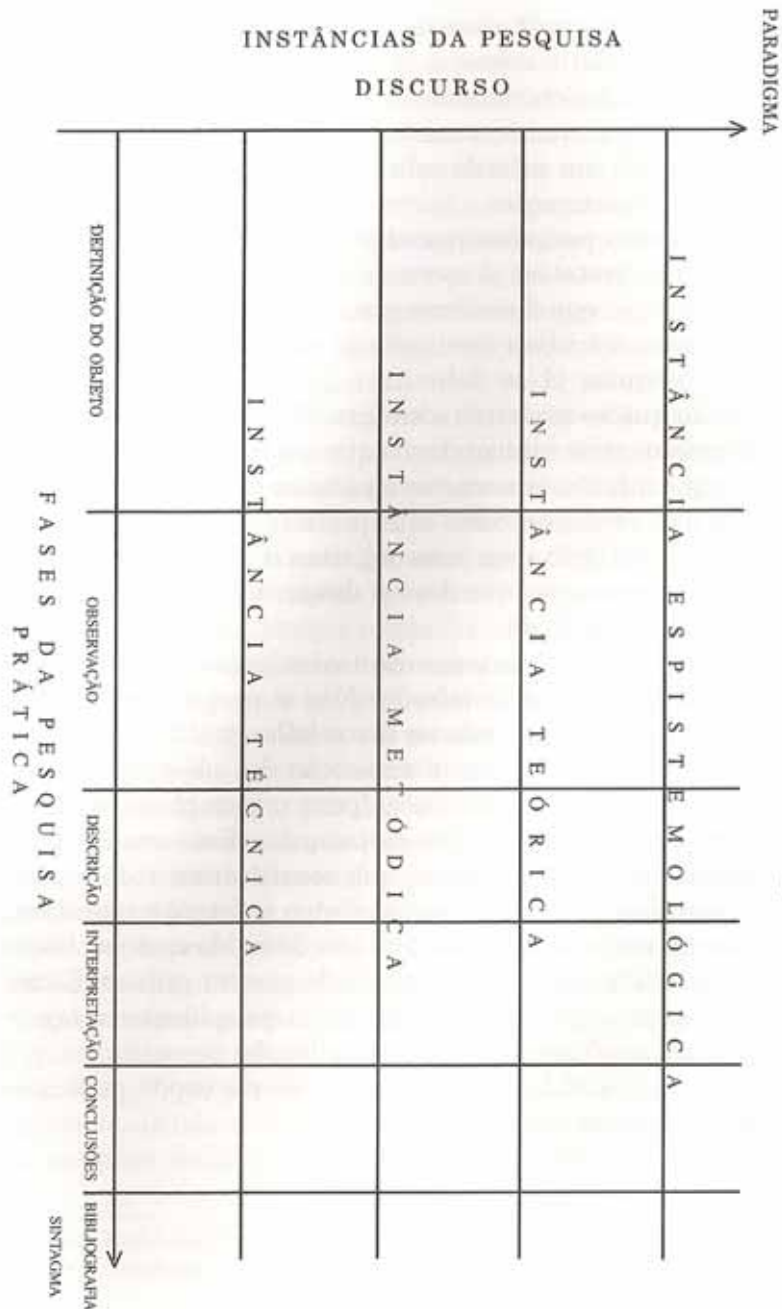 PARADIGMA
INSTÂNCIAS DA PESQUISA
DISCURSO
INSTÂNCIA ESPISTEMOLÓGICA
INSTÂNCIA TEÓRICA
INSTÂNCIA METÓDICA
INSTÂNCIA TÉCNICA
DEFINIÇÃO DO OBJETO
OBSERVAÇÃO
DESCRIÇÃO
INTERPRETAÇÃO
CONCLUSÕES
BIBLIOGRAFIA
SINTAGMA
FASES DA PESQUISA
PRÁTICA